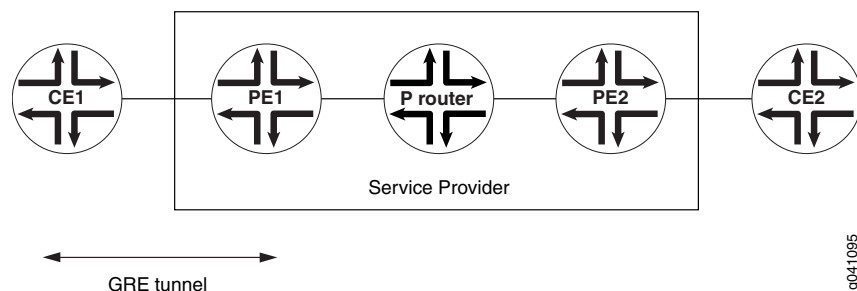 CE1
PE1
P router
PE2
CE2
Service Provider
GRE tunnel
g041095